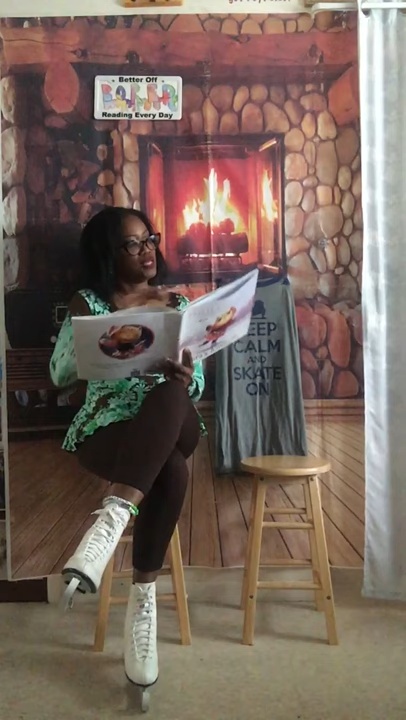 Better Off
Reading Every Day
KEEP
CALM
AND
SKATE
ON